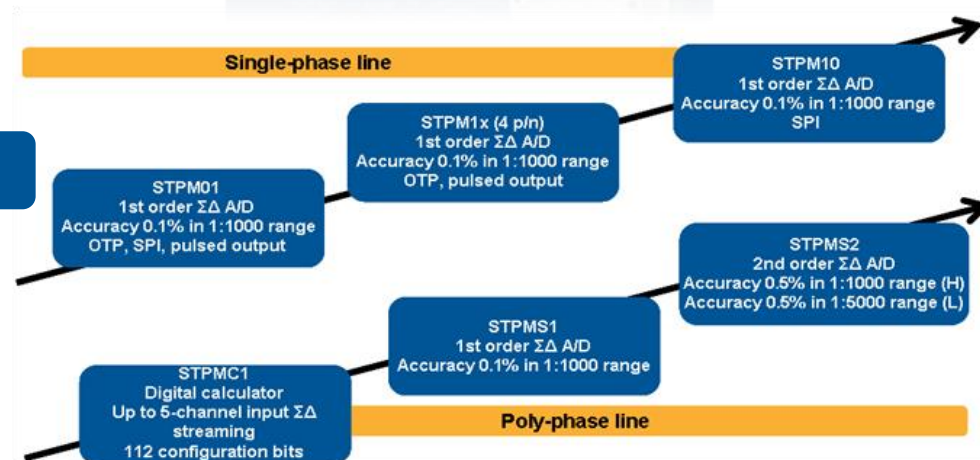 Single-phase line
STPM10
1st order ΣΔ A/D
Accuracy 0.1% in 1:1000 range
SPI
STPM1x (4 p/n)
1st order ΣΔ A/D
Accuracy 0.1% in 1:1000 range
OTP, pulsed output
STPM01
1st order ΣΔ A/D
Accuracy 0.1% in 1:1000 range
OTP, SPI, pulsed output
STPMS2
2nd order ΣΔ A/D
Accuracy 0.5% in 1:1000 range (H)
Accuracy 0.5% in 1:5000 range (L)
STPMS1
1st order ΣΔ A/D
Accuracy 0.1% in 1:1000 range
STPMC1
Digital calculator
Up to 5-channel input ΣΔ
streaming
112 configuration bits
Poly-phase line